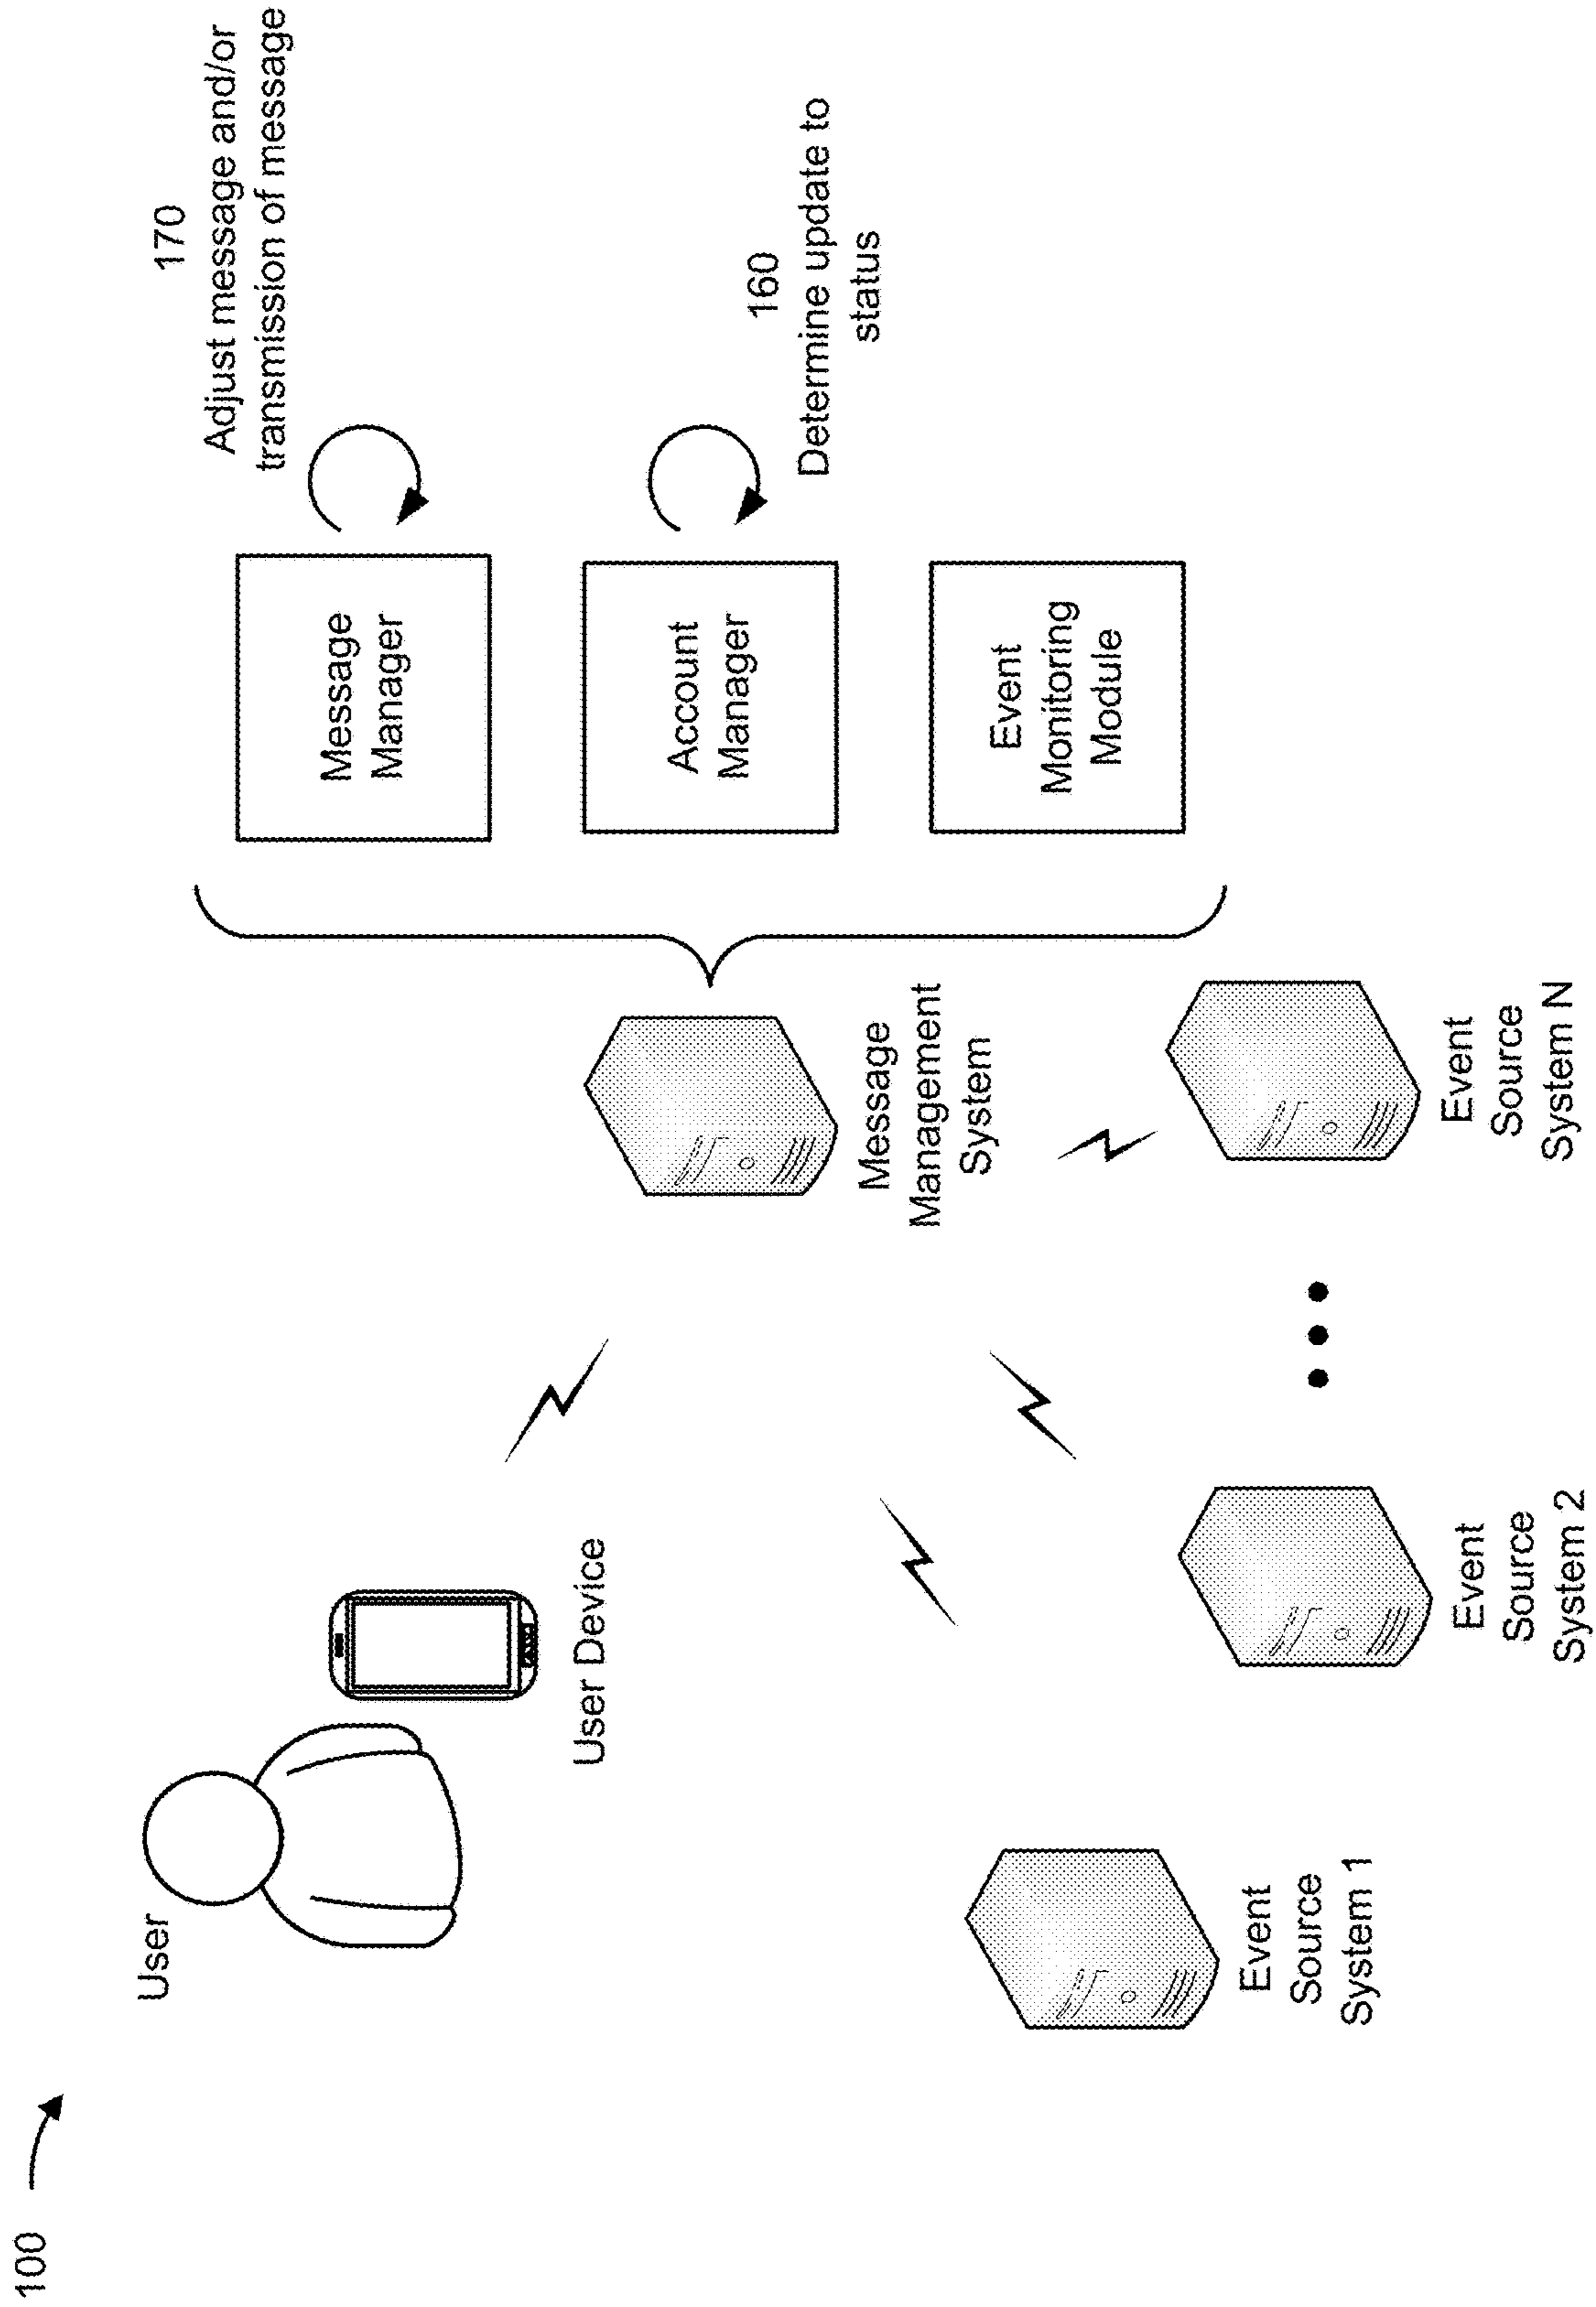 100
User
User Device
170
Adjust message and/or
transmission of message
Message
Manager
160
Determine update to
status
Account
Manager
Event
Monitoring
Module
Message
Management
System
Event
Source
System 1
Event
Source
System 2
Event
Source
System N